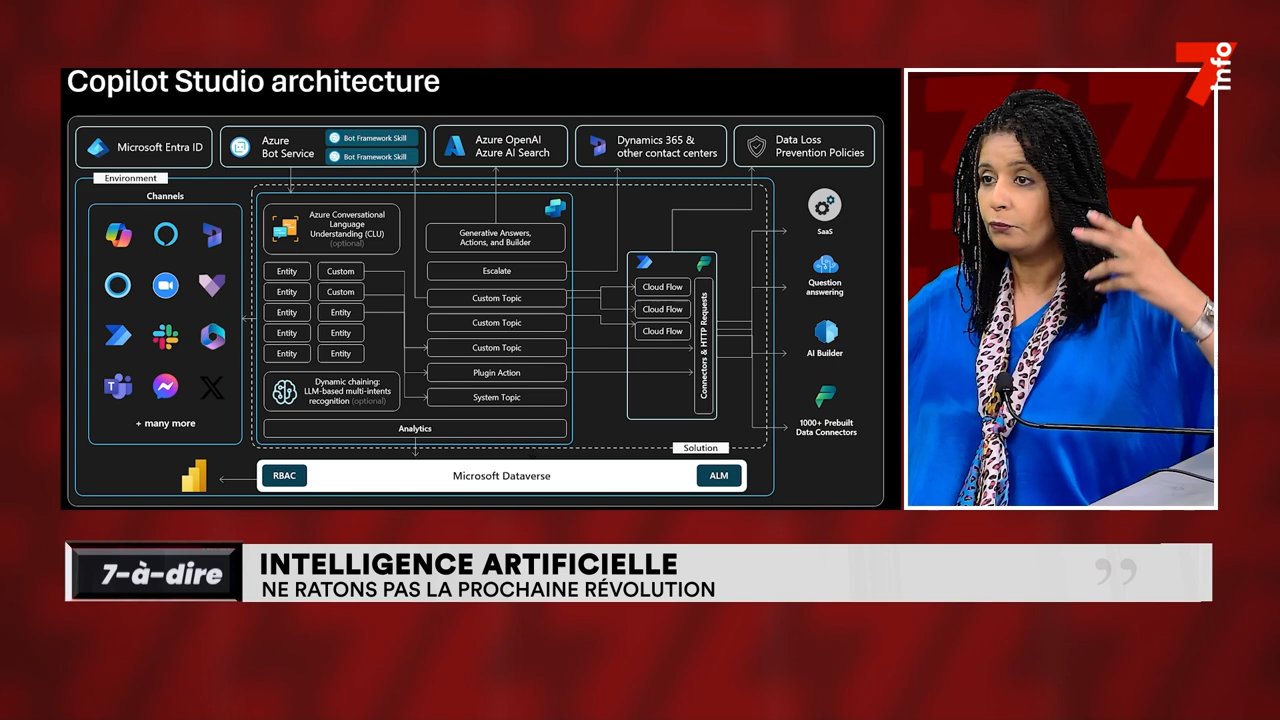 7 info
Copilot Studio architecture
Microsoft Entra ID
Azure
Bot Service
Bot Framework Skill
Bot Framework Skill
Azure OpenAI
Azure AI Search
Dynamics 365 &
other contact centers
Data Loss
Prevention Policies
Environment
Channels
+ many more
Azure Conversational
Language
Understanding (CLU)
(optional)
Entity
Custom
Entity
Custom
Entity
Entity
Entity
Entity
Entity
Entity
Dynamic chaining:
LLM-based multi-intents
recognition (optional)
Generative Answers,
Actions, and Builder
Escalate
Custom Topic
Custom Topic
Custom Topic
Plugin Action
System Topic
Analytics
Cloud Flow
Cloud Flow
Cloud Flow
Connectors & HTTP Requests
Solution
SaaS
Question
answering
AI Builder
1000+ Prebuilt
Data Connectors
RBAC
Microsoft Dataverse
ALM
7-à-dire
INTELLIGENCE ARTIFICIELLE
NE RATONS PAS LA PROCHAINE RÉVOLUTION